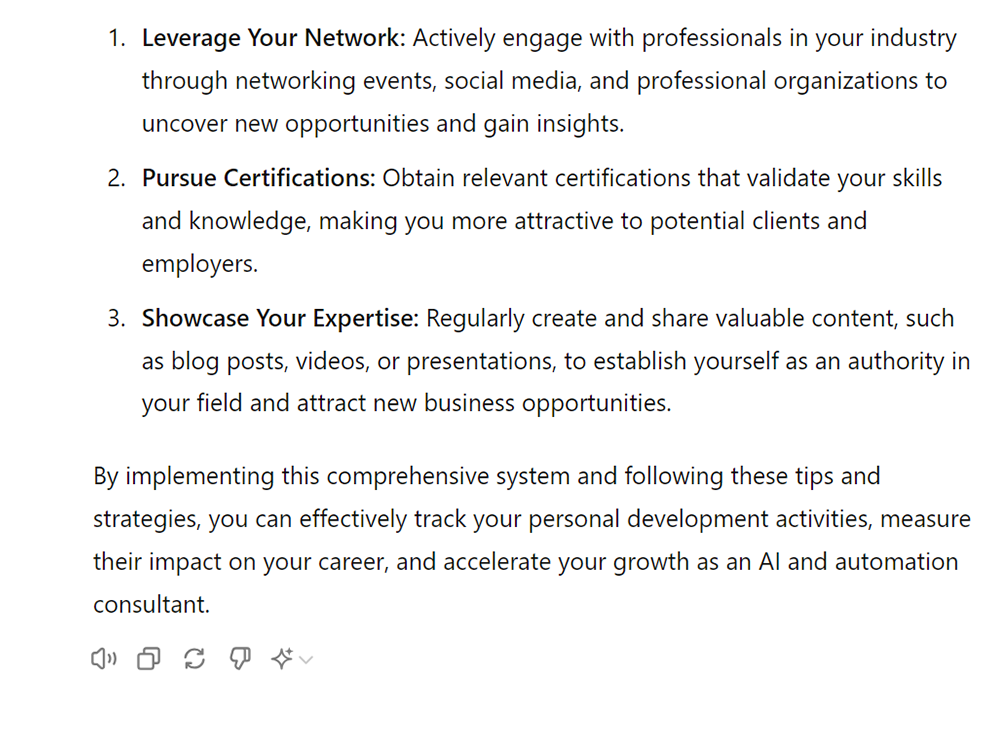 1. Leverage Your Network: Actively engage with professionals in your industry
through networking events, social media, and professional organizations to
uncover new opportunities and gain insights.
2. Pursue Certifications: Obtain relevant certifications that validate your skills
and knowledge, making you more attractive to potential clients and
employers.
3. Showcase Your Expertise: Regularly create and share valuable content, such
as blog posts, videos, or presentations, to establish yourself as an authority in
your field and attract new business opportunities.
By implementing this comprehensive system and following these tips and
strategies, you can effectively track your personal development activities, measure
their impact on your career, and accelerate your growth as an AI and automation
consultant.